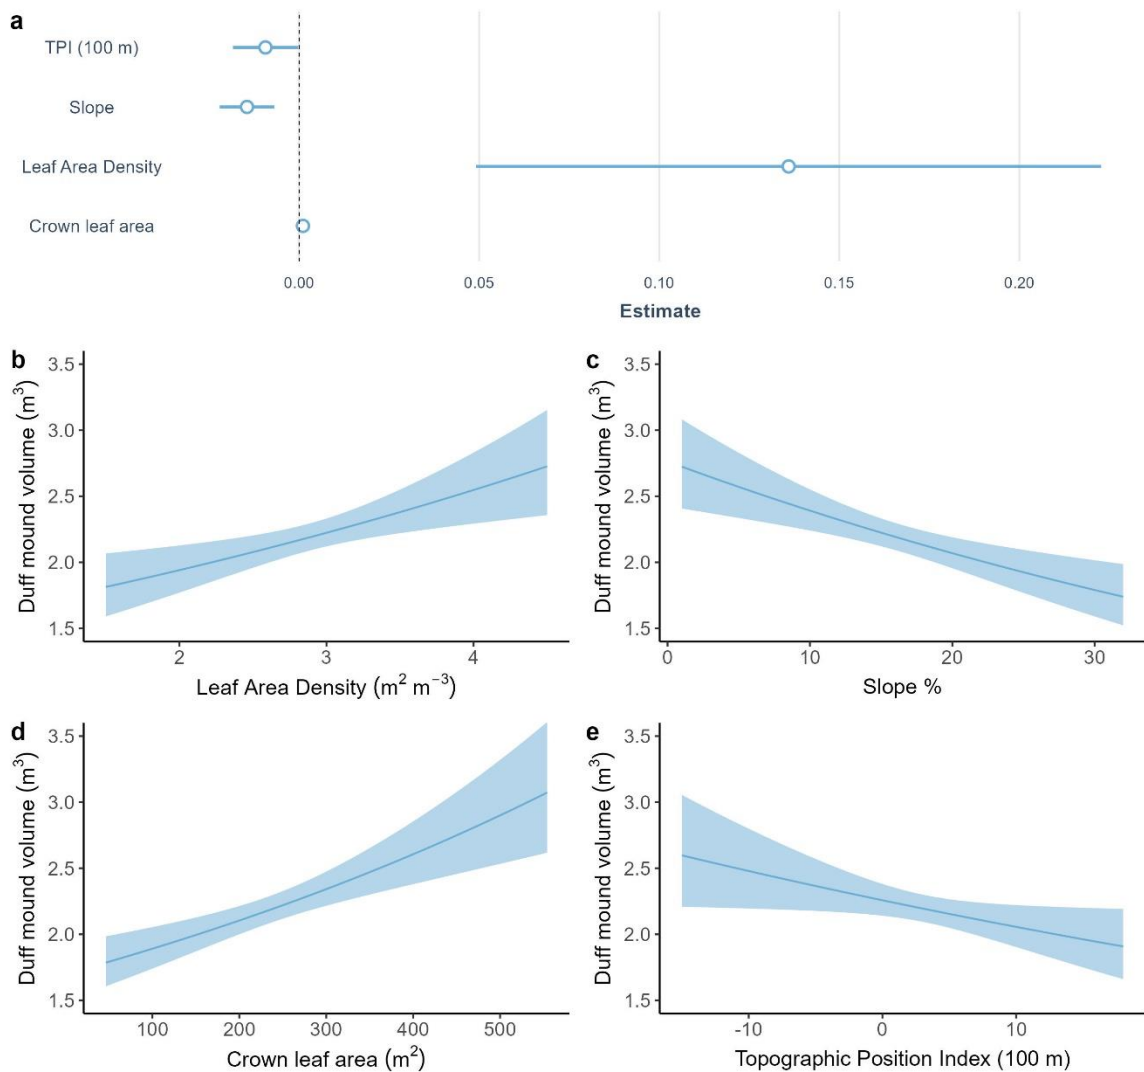 a
TPI (100 m)
Slope
Leaf Area Density
Crown leaf area
0.00 0.05 0.10 0.15 0.20
Estimate
b
Duff mound volume (m³)
3.5
3.0
2.5
2.0
1.5
2 3 4
Leaf Area Density (m² m⁻³)
c
Duff mound volume (m³)
3.5
3.0
2.5
2.0
1.5
0 10 20 30
Slope %
d
Duff mound volume (m³)
3.5
3.0
2.5
2.0
1.5
100 200 300 400 500
Crown leaf area (m²)
e
Duff mound volume (m³)
3.5
3.0
2.5
2.0
1.5
-10 0 10
Topographic Position Index (100 m)